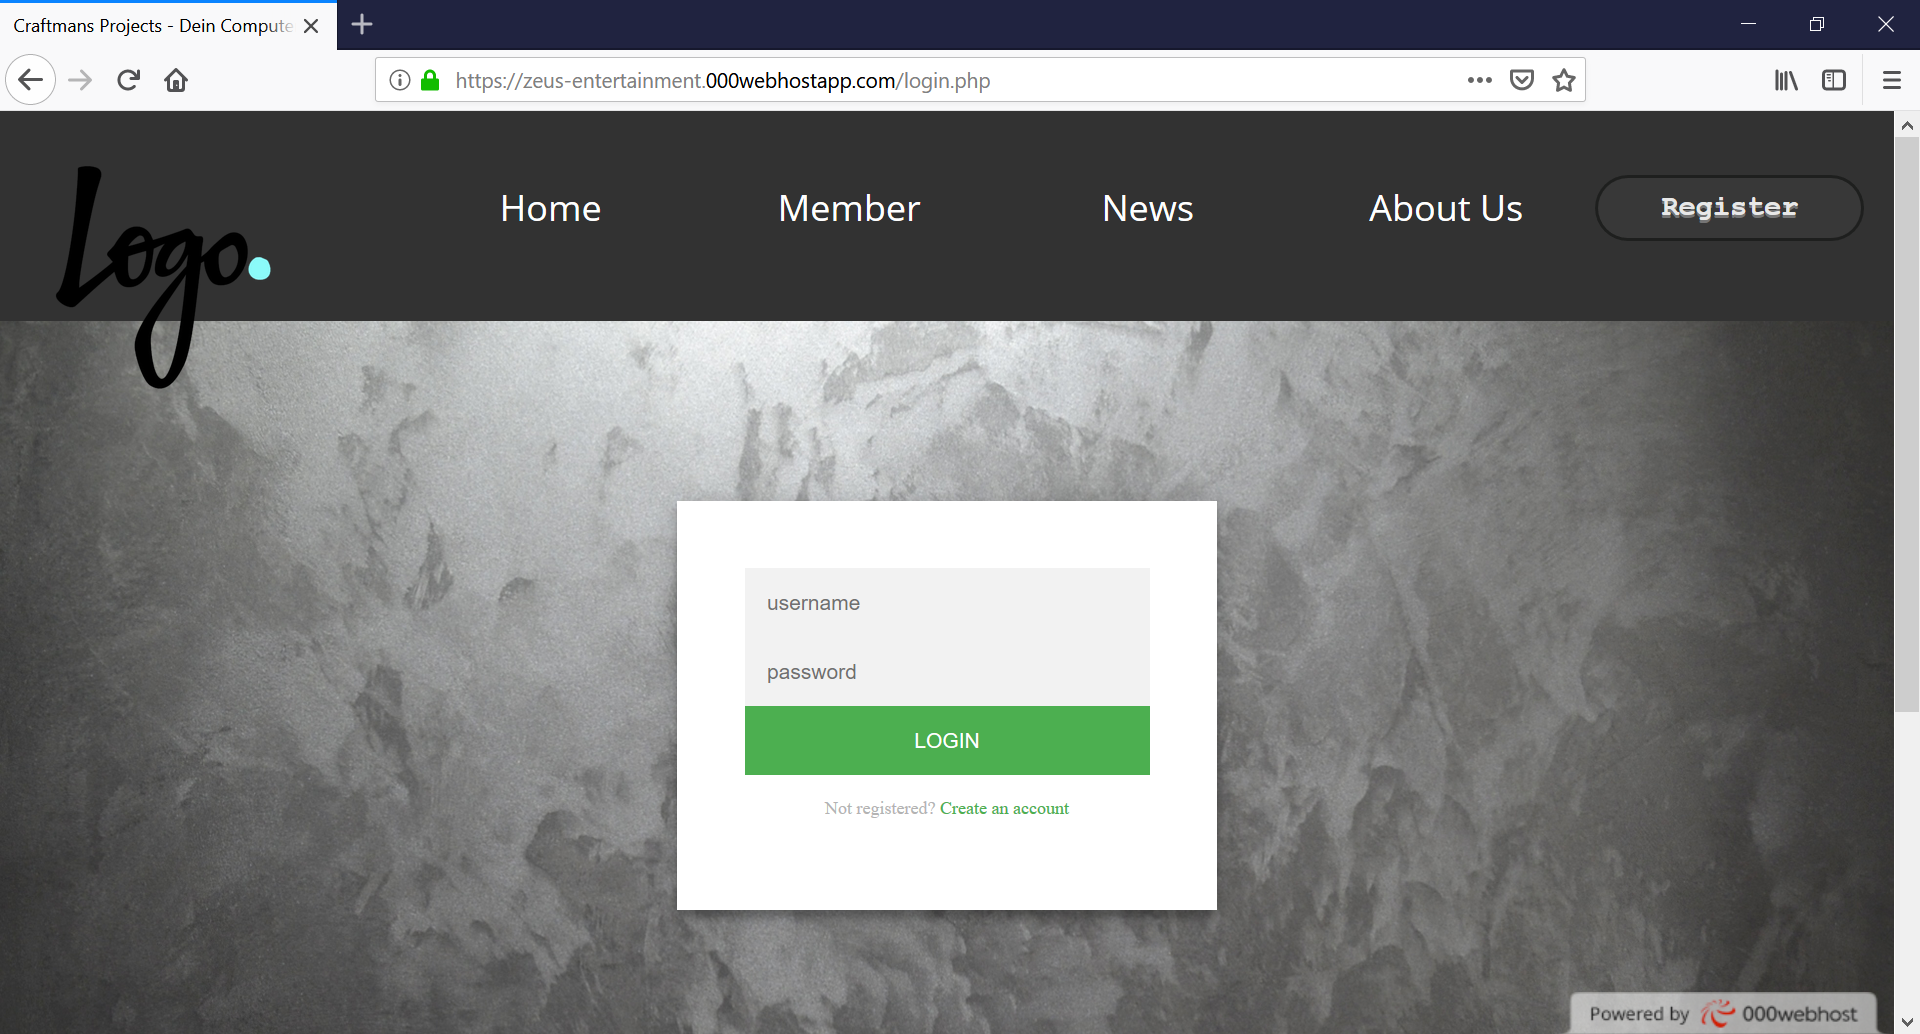 Craftmans Projects - Dein Compute
https://zeus-entertainment.000webhostapp.com/login.php
Logo.
Home
Member
News
About Us
Register
username
password
LOGIN
Not registered? Create an account
Powered by 000webhost